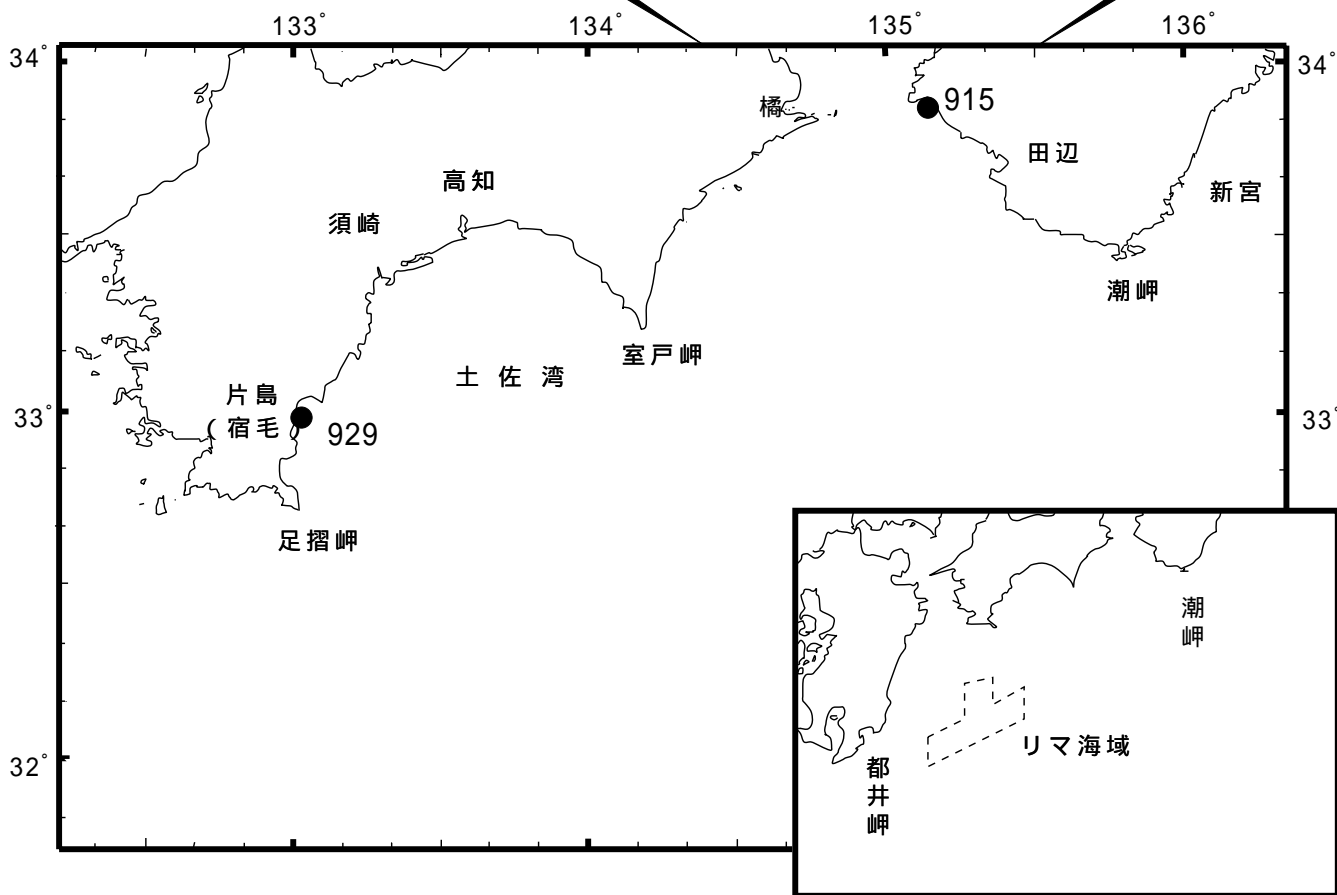 133°
134°
135°
136°
34°
34°
橘
915
田辺
高知
新宮
須崎
潮岬
室戸岬
土佐湾
片島
(宿毛
33°
33°
929
足摺岬
潮岬
リマ海域
32°
都井岬